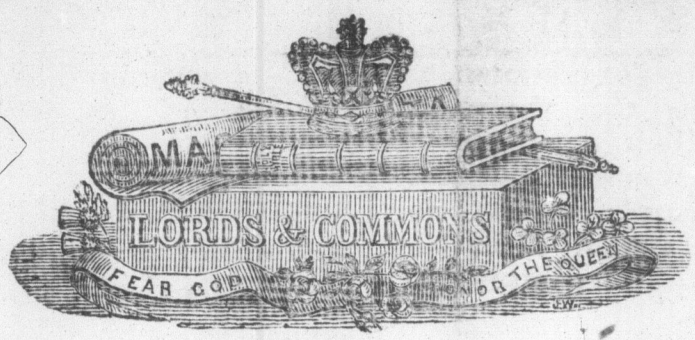 MA
LORDS & COMMONS
FEAR GOD
OR THE QUEEN
J.W.